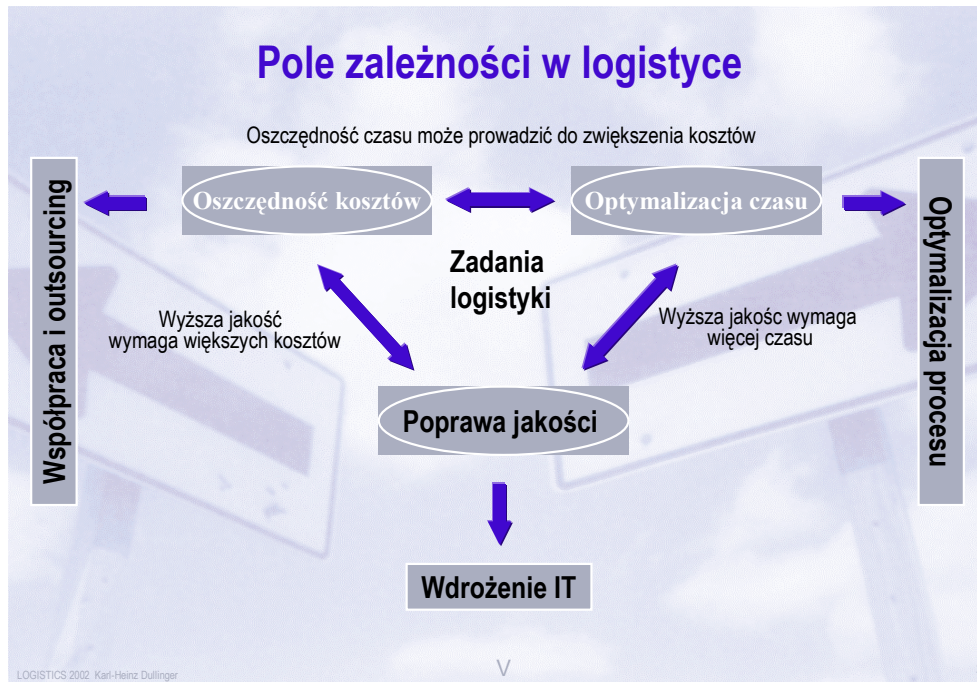 Pole zależności w logistyce
Oszczędność czasu może prowadzić do zwiększenia kosztów
Współpraca i outsourcing
Oszczędność kosztów
Optymalizacja czasu
Optymalizacja procesu
Zadania
logistyki
Wyższa jakość
wymaga większych kosztów
Wyższa jakośc wymaga
więcej czasu
Poprawa jakości
Wdrożenie IT
LOGISTICS 2002 Karl-Heinz Dullinger
V